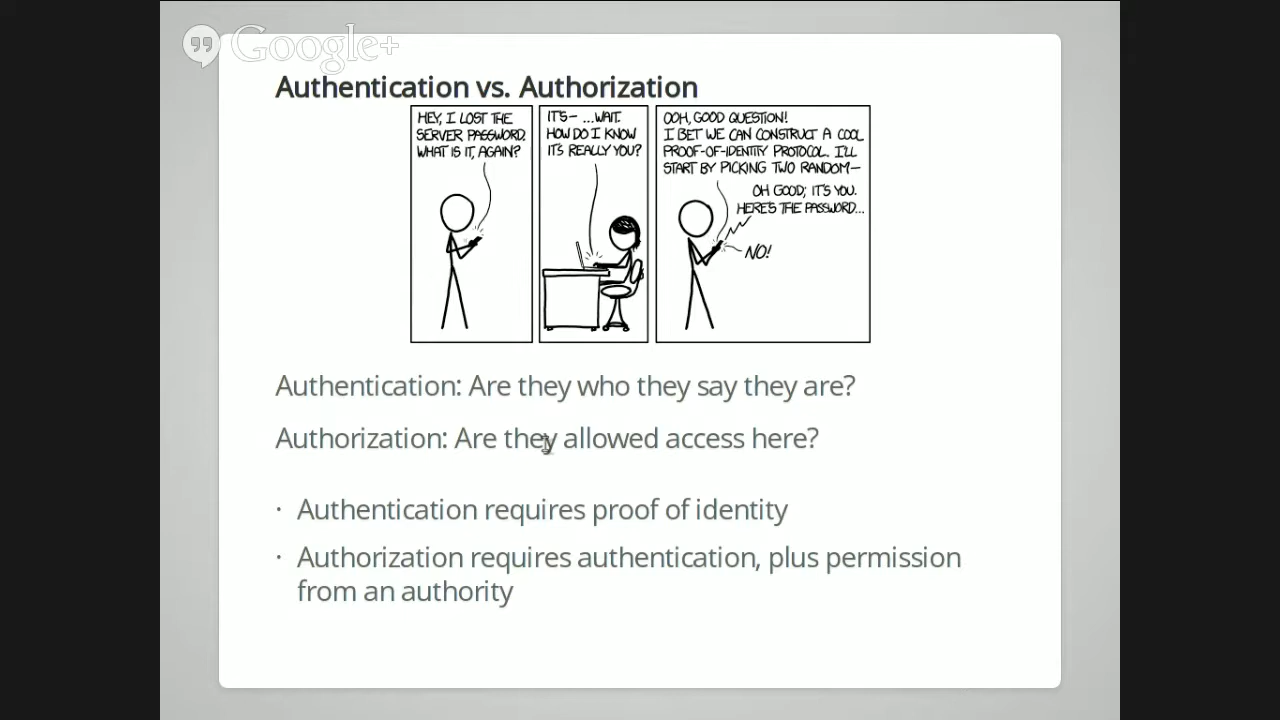 Google+
Authentication vs. Authorization
HEY, I LOST THE
SERVER PASSWORD.
WHAT IS IT, AGAIN?
IT'S— ...WAIT.
HOW DO I KNOW
IT'S REALLY YOU?
OOH, GOOD QUESTION!
I BET WE CAN CONSTRUCT A COOL
PROOF-OF-IDENTITY PROTOCOL. I'LL
START BY PICKING TWO RANDOM—
OH GOOD; IT'S YOU.
HERE'S THE PASSWORD...
NO!
Authentication: Are they who they say they are?
Authorization: Are they allowed access here?
· Authentication requires proof of identity
· Authorization requires authentication, plus permission
from an authority